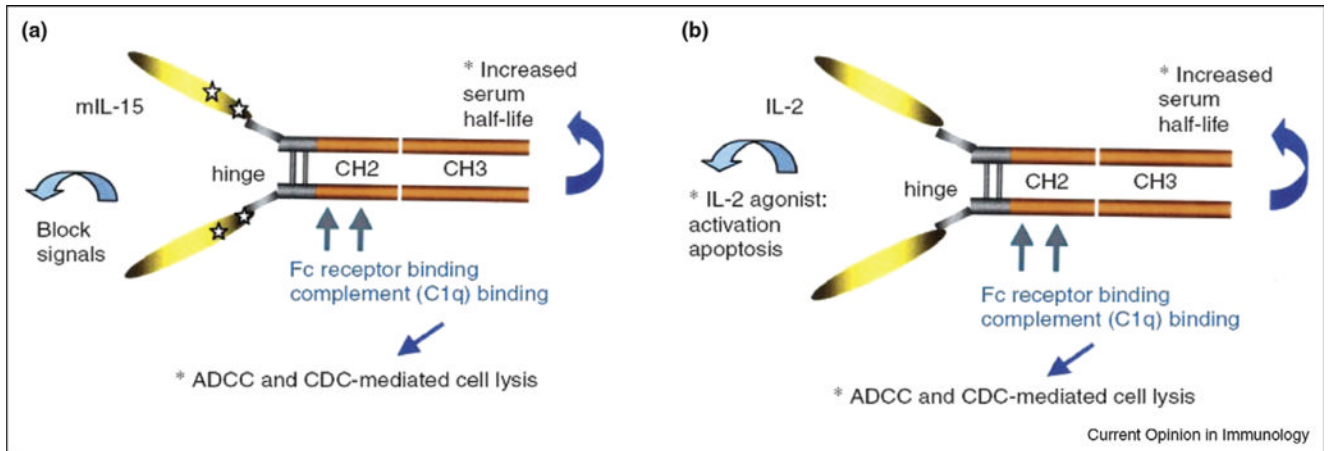 (a)
mIL-15
* Increased
serum
half-life
hinge
CH2
CH3
Block
signals
Fc receptor binding
complement (C1q) binding
* ADCC and CDC-mediated cell lysis
(b)
IL-2
* Increased
serum
half-life
hinge
CH2
CH3
* IL-2 agonist:
activation
apoptosis
Fc receptor binding
complement (C1q) binding
* ADCC and CDC-mediated cell lysis
Current Opinion in Immunology